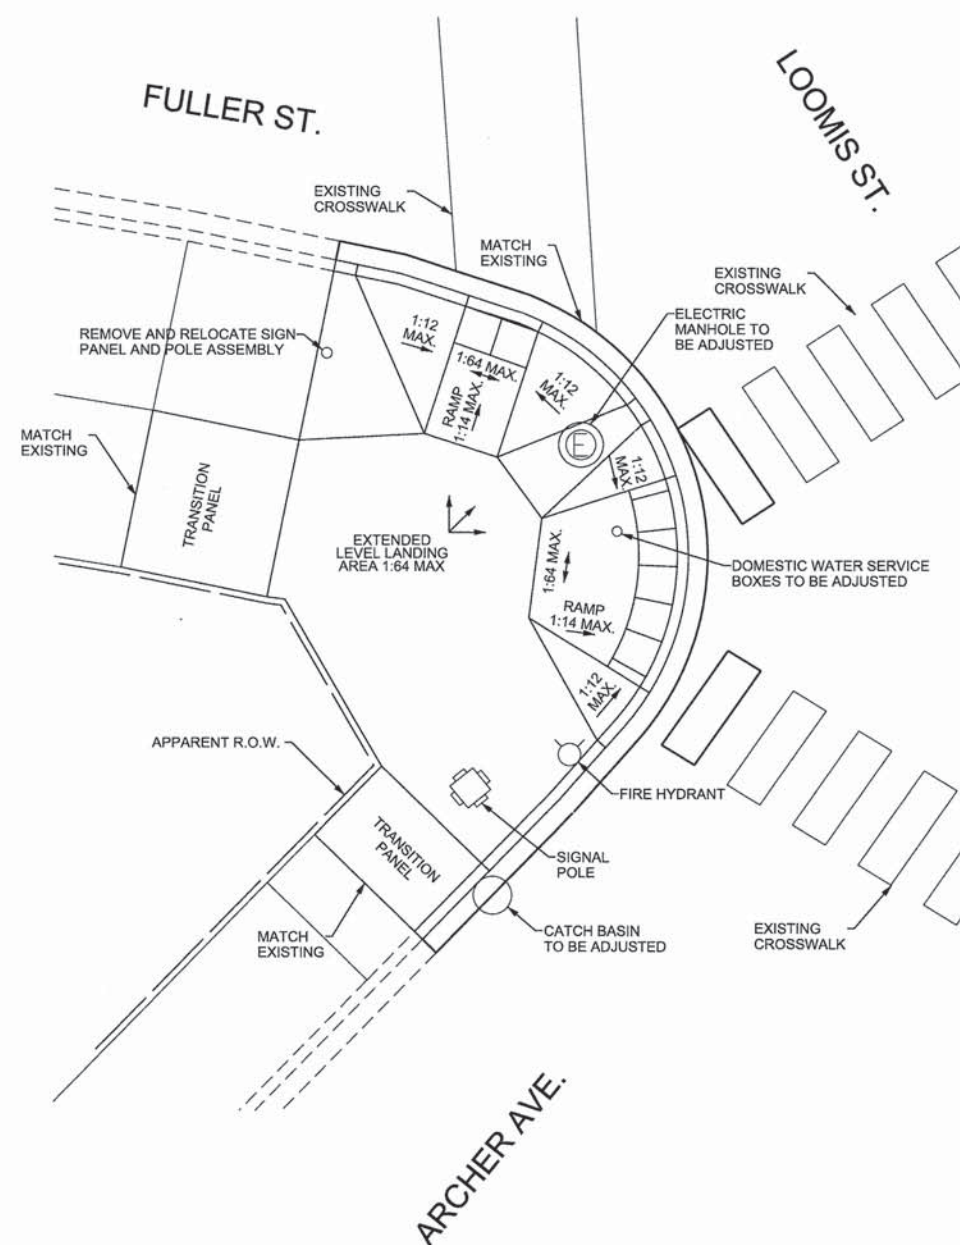 FULLER ST.
LOOMIS ST.
EXISTING
CROSSWALK
MATCH
EXISTING
EXISTING
CROSSWALK
ELECTRIC
MANHOLE TO
BE ADJUSTED
REMOVE AND RELOCATE SIGN
PANEL AND POLE ASSEMBLY
1:12
MAX.
1:64 MAX.
RAMP
1:14 MAX.
1:12
MAX.
E
1:12
MAX.
MATCH
EXISTING
TRANSITION
PANEL
EXTENDED
LEVEL LANDING
AREA 1:64 MAX
1:64 MAX.
DOMESTIC WATER SERVICE
BOXES TO BE ADJUSTED
RAMP
1:14 MAX.
1:12
MAX.
APPARENT R.O.W.
FIRE HYDRANT
TRANSITION
PANEL
SIGNAL
POLE
MATCH
EXISTING
CATCH BASIN
TO BE ADJUSTED
EXISTING
CROSSWALK
ARCHER AVE.